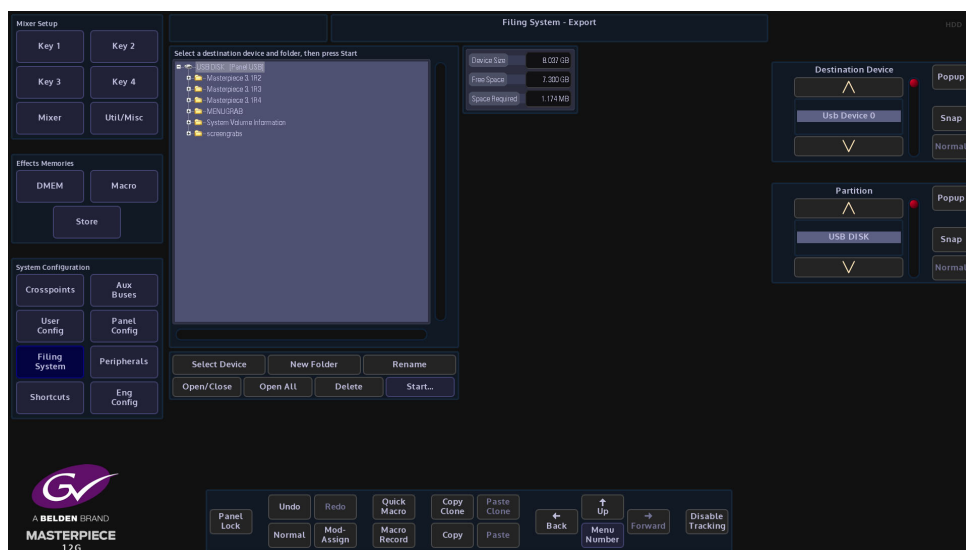 Mixer Setup
Filing System - Export
HDD
Key 1
Key 2
Key 3
Key 4
Mixer
Util/Misc
Effects Memories
DMEM
Macro
Store
System Configuration
Crosspoints
Aux
Buses
User
Config
Panel
Config
Filing
System
Peripherals
Shortcuts
Eng
Config
Select a destination device and folder, then press Start
USB DISK (Panel USB)
Masterpiece 3.1R2
Masterpiece 3.1R3
Masterpiece 3.1R4
MENUGRAB
System Volume Information
screengrabs
Device Size 8.037 GB
Free Space 7.300 GB
Space Required 1.174 MB
Select Device
New Folder
Rename
Open/Close
Open All
Delete
Start...
Destination Device
Popup
Usb Device 0
Snap
Normal
Partition
Popup
USB DISK
Snap
Normal
GV
A BELDEN BRAND
MASTERPIECE
12G
Panel
Lock
Undo
Redo
Normal
Mod-
Assign
Quick
Macro
Macro
Record
Copy
Clone
Paste
Clone
Copy
Paste
Back
Up
Menu
Number
Forward
Disable
Tracking